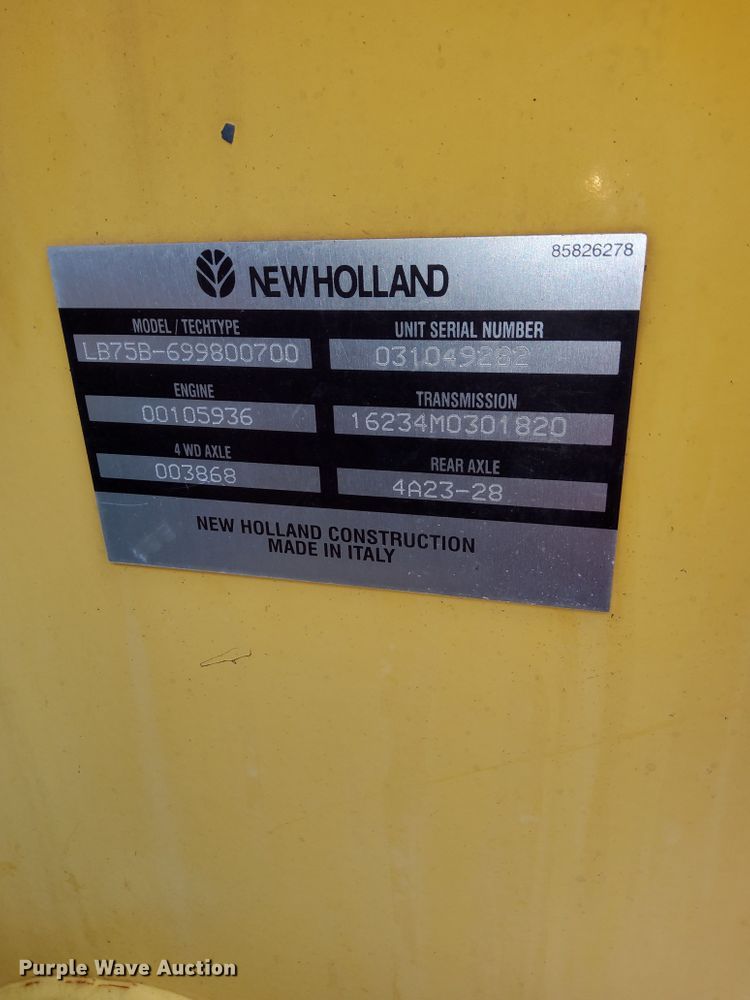 85826278
NEW HOLLAND
MODEL / TECHTYPE
LB75B-699800700
UNIT SERIAL NUMBER
031049282
ENGINE
00105936
TRANSMISSION
16234M0301820
4 WD AXLE
003868
REAR AXLE
4A23-28
NEW HOLLAND CONSTRUCTION
MADE IN ITALY
Purple Wave Auction